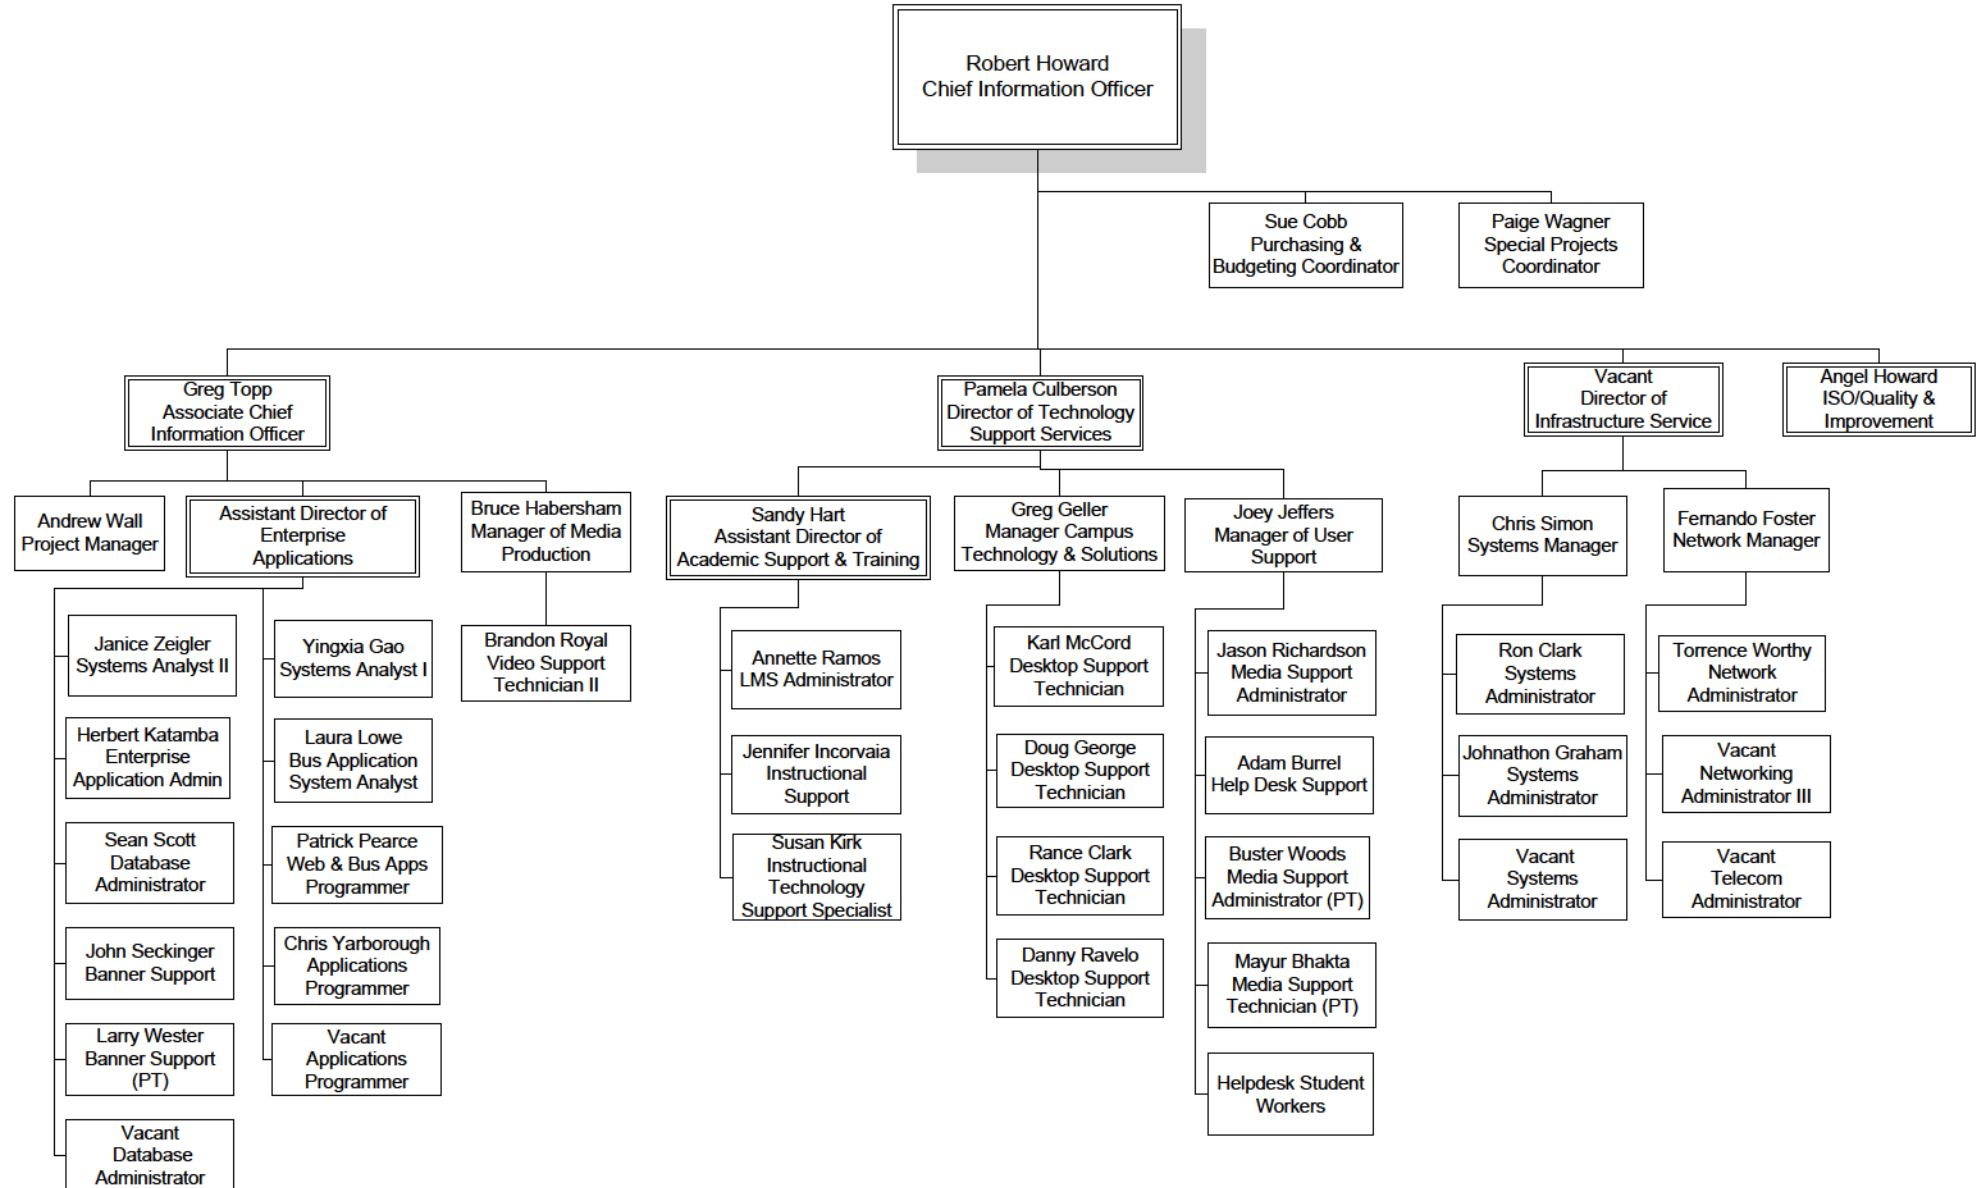 Robert Howard
Chief Information Officer
Sue Cobb
Purchasing &
Budgeting Coordinator
Paige Wagner
Special Projects
Coordinator
Greg Topp
Associate Chief
Information Officer
Pamela Culberson
Director of Technology
Support Services
Vacant
Director of
Infrastructure Service
Angel Howard
ISO/Quality &
Improvement
Andrew Wall
Project Manager
Assistant Director of
Enterprise
Applications
Bruce Habersham
Manager of Media
Production
Sandy Hart
Assistant Director of
Academic Support & Training
Greg Geller
Manager Campus
Technology & Solutions
Joey Jeffers
Manager of User
Support
Chris Simon
Systems Manager
Fernando Foster
Network Manager
Janice Zeigler
Systems Analyst II
Herbert Katamba
Enterprise
Application Admin
Sean Scott
Database
Administrator
John Seckinger
Banner Support
Larry Wester
Banner Support
(PT)
Vacant
Database
Administrator
Yingxia Gao
Systems Analyst I
Laura Lowe
Bus Application
System Analyst
Patrick Pearce
Web & Bus Apps
Programmer
Chris Yarborough
Applications
Programmer
Vacant
Applications
Programmer
Brandon Royal
Video Support
Technician II
Annette Ramos
LMS Administrator
Jennifer Incorvaia
Instructional
Support
Susan Kirk
Instructional
Technology
Support Specialist
Karl McCord
Desktop Support
Technician
Doug George
Desktop Support
Technician
Rance Clark
Desktop Support
Technician
Danny Ravelo
Desktop Support
Technician
Jason Richardson
Media Support
Administrator
Adam Burrel
Help Desk Support
Buster Woods
Media Support
Administrator (PT)
Mayur Bhakta
Media Support
Technician (PT)
Helpdesk Student
Workers
Ron Clark
Systems
Administrator
Johnathon Graham
Systems
Administrator
Vacant
Systems
Administrator
Torrence Worthy
Network
Administrator
Vacant
Networking
Administrator III
Vacant
Telecom
Administrator